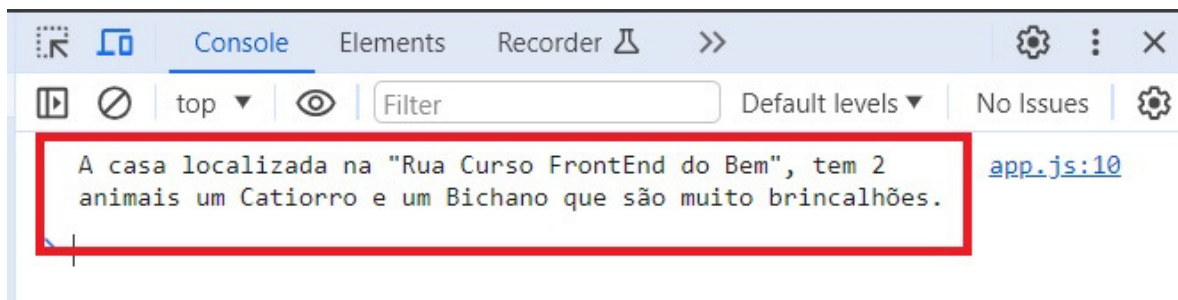 Console Elements Recorder >>
top ▼ Filter Default levels ▼ No Issues
A casa localizada na "Rua Curso FrontEnd do Bem", tem 2 app.js:10
animais um Catiorro e um Bichano que são muito brincalhões.